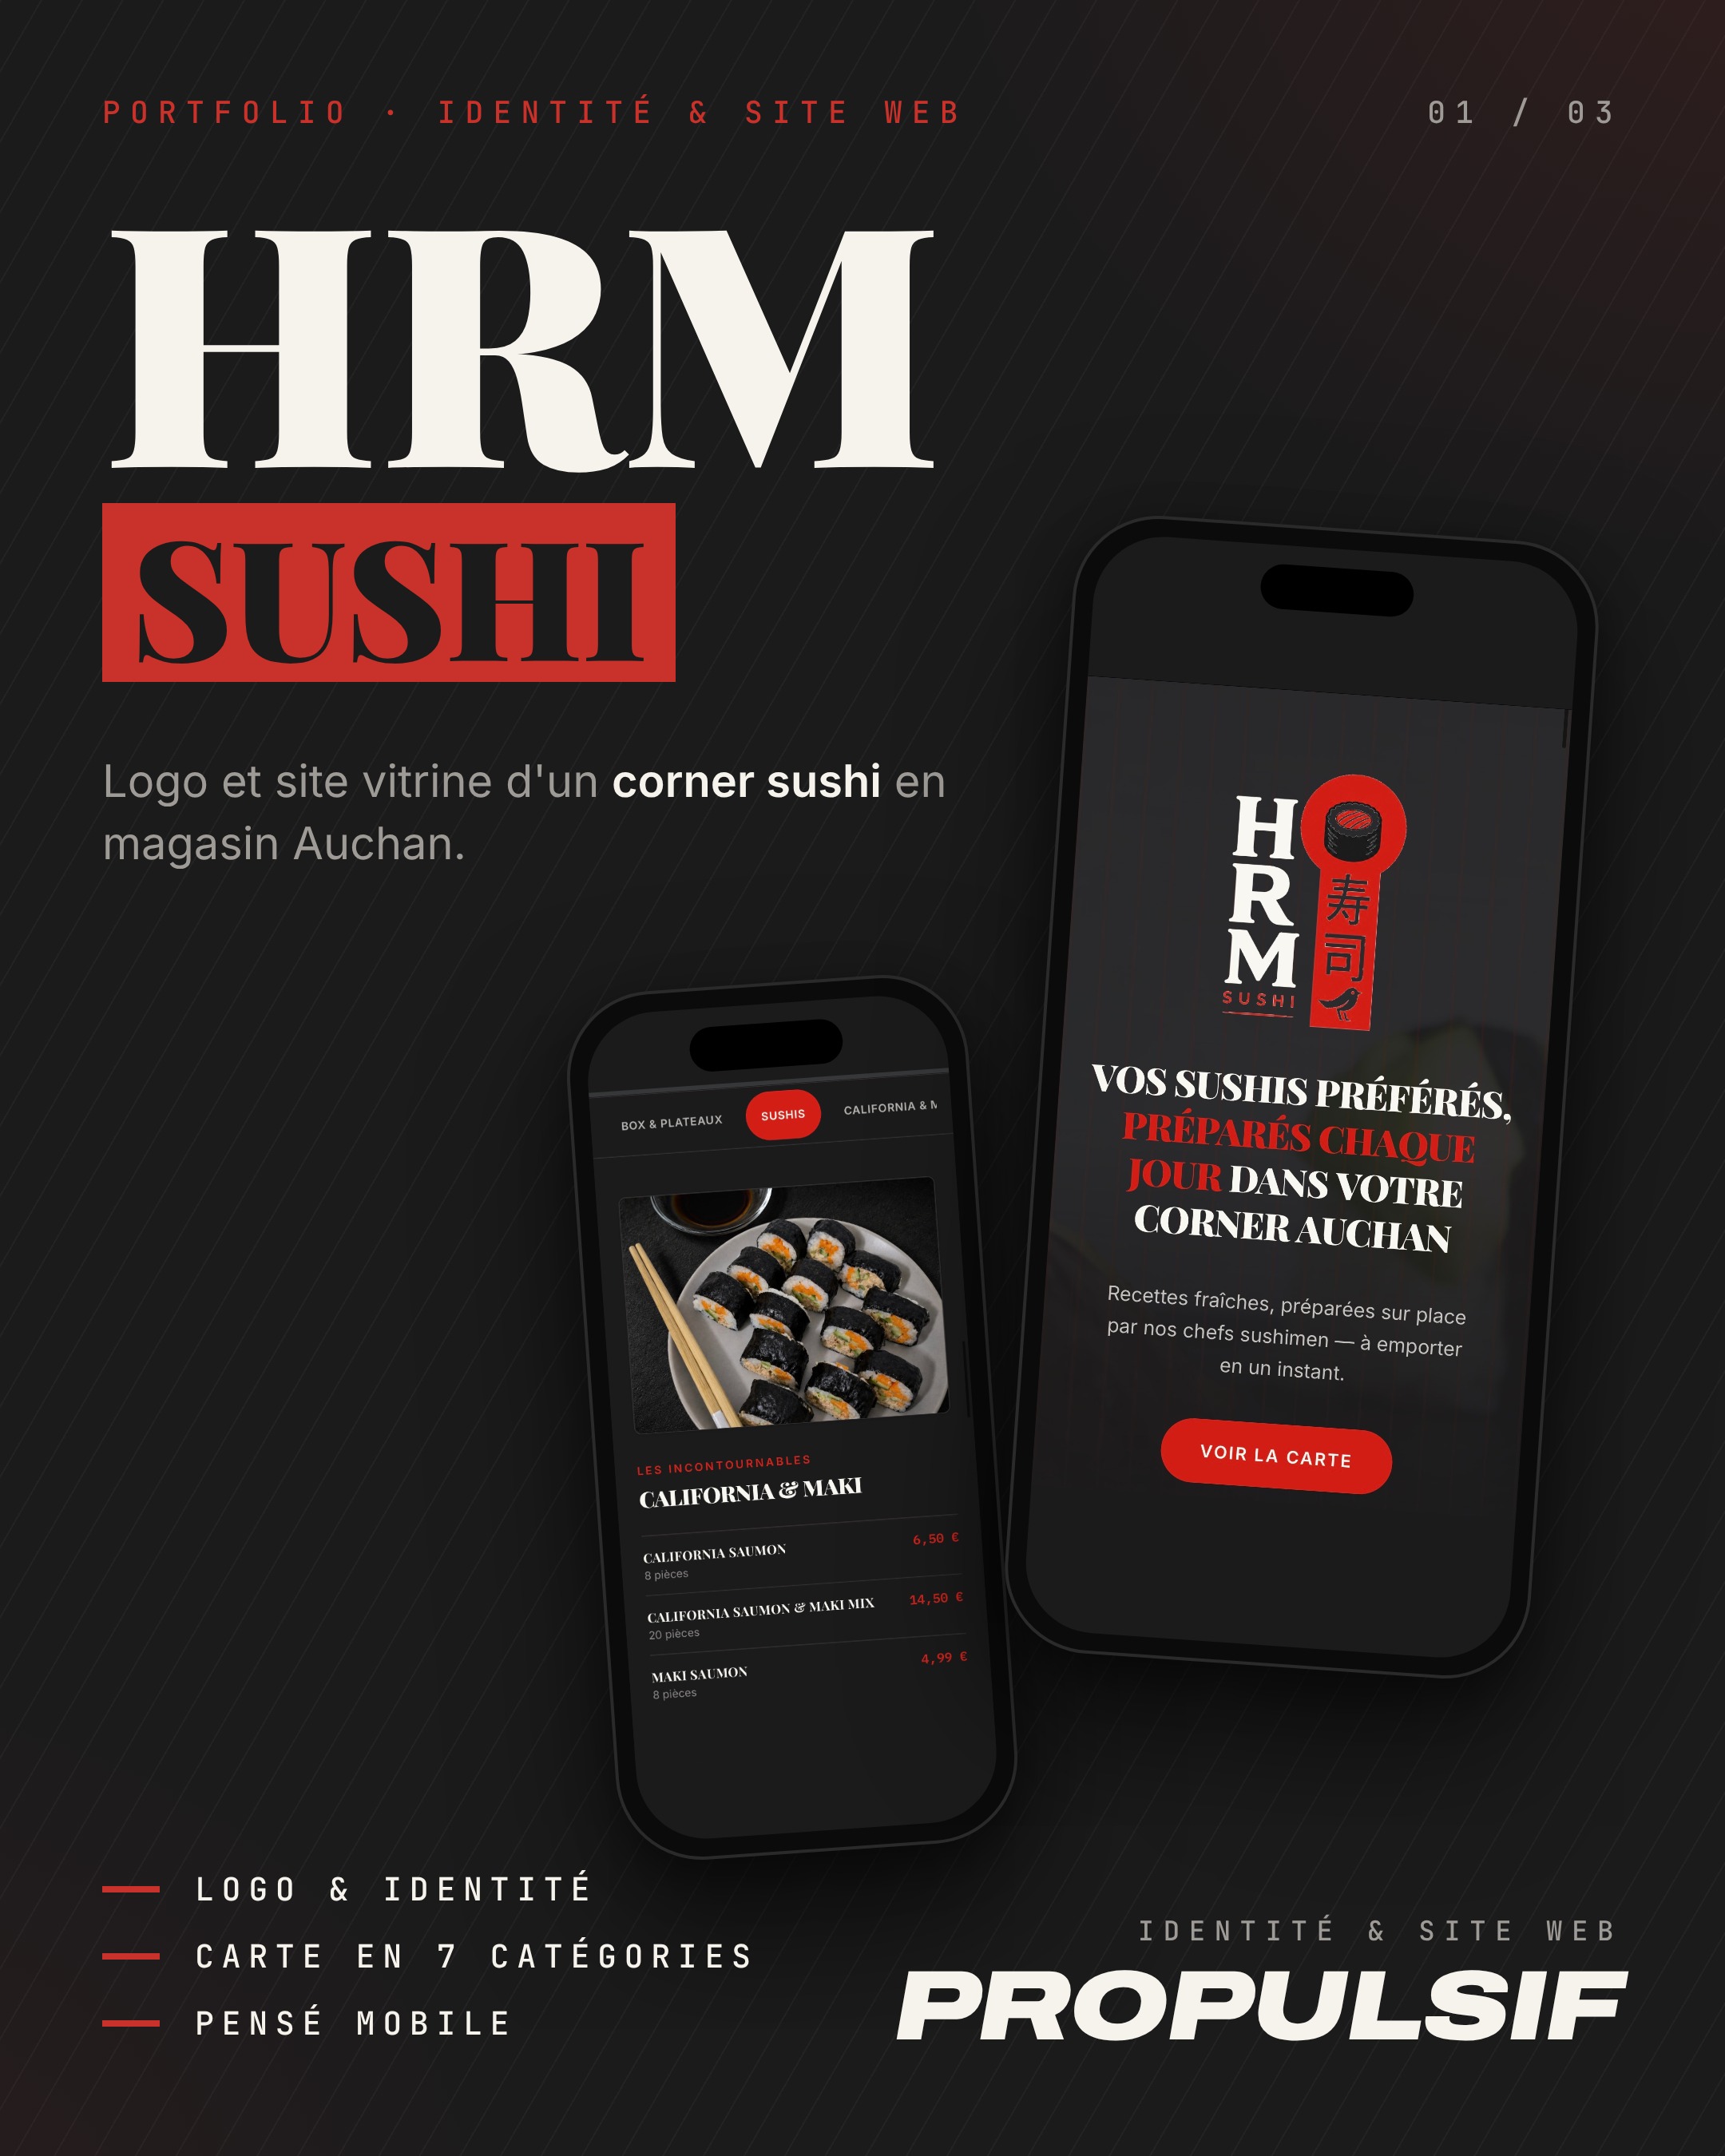 PORTFOLIO · IDENTITÉ & SITE WEB
01 / 03
HRM
SUSHI
Logo et site vitrine d'un corner sushi en
magasin Auchan.
H
R
M
SUSHI
寿
司
VOS SUSHIS PRÉFÉRÉS,
PRÉPARÉS CHAQUE
JOUR DANS VOTRE
CORNER AUCHAN
Recettes fraîches, préparées sur place
par nos chefs sushimen — à emporter
en un instant.
VOIR LA CARTE
BOX & PLATEAUX
SUSHIS
CALIFORNIA &
LES INCONTOURNABLES
CALIFORNIA & MAKI
CALIFORNIA SAUMON
6,50 €
8 pièces
CALIFORNIA SAUMON & MAKI MIX
14,50 €
20 pièces
MAKI SAUMON
4,99 €
8 pièces
LOGO & IDENTITÉ
CARTE EN 7 CATÉGORIES
PENSÉ MOBILE
IDENTITÉ & SITE WEB
PROPULSIF